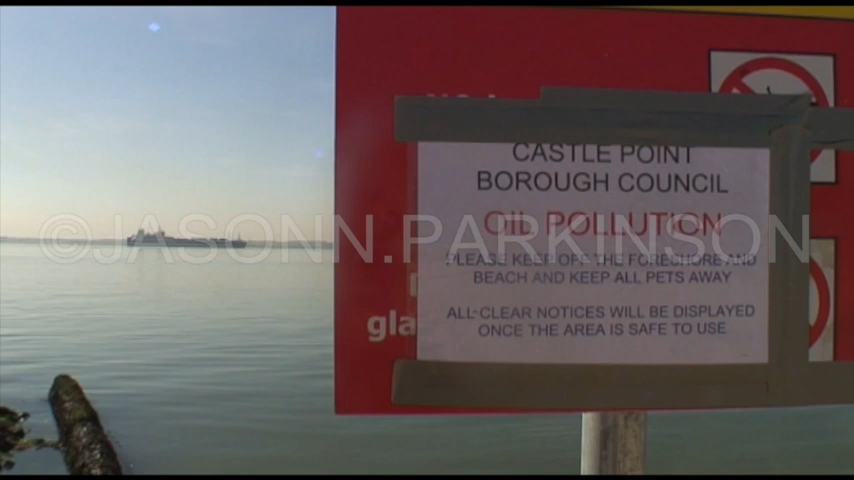 CASTLE POINT
BOROUGH COUNCIL
OIL POLLUTION
©JASONN.PARKINSON
PLEASE KEEP OFF THE FORESHORE AND
BEACH AND KEEP ALL PETS AWAY
ALL-CLEAR NOTICES WILL BE DISPLAYED
ONCE THE AREA IS SAFE TO USE